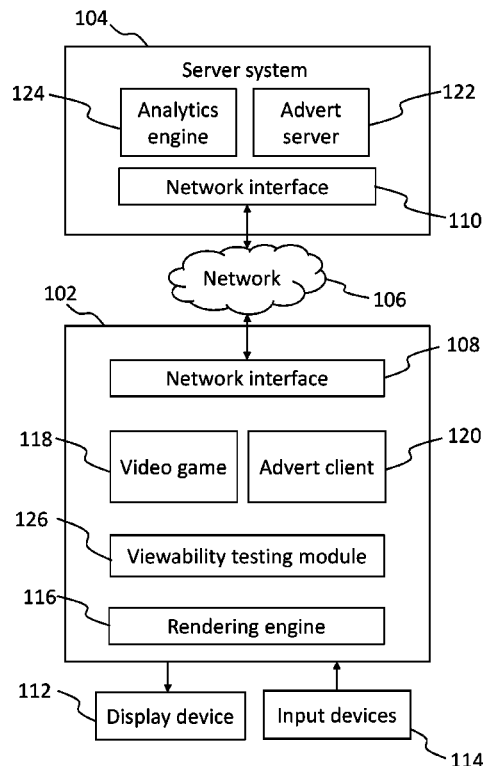 104
Server system
124
Analytics
engine
Advert
server
122
Network interface
110
Network
106
102
Network interface
108
118
Video game
Advert client
120
126
Viewability testing module
116
Rendering engine
112
Display device
Input devices
114